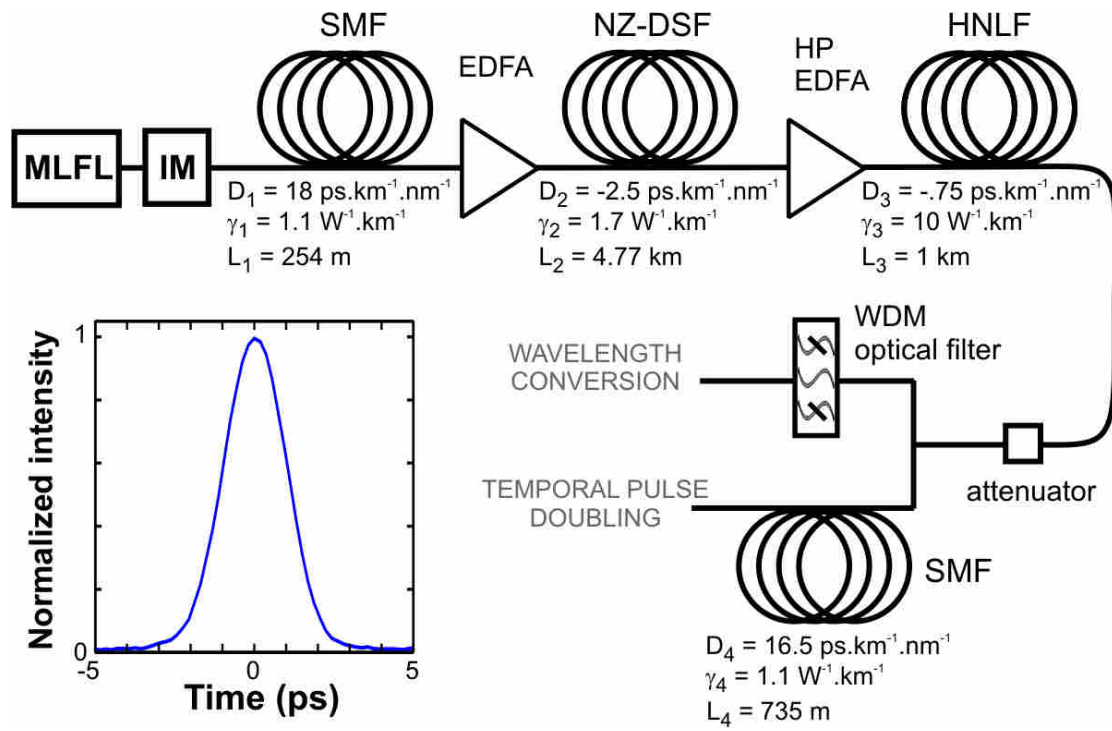 SMF
EDFA
NZ-DSF
HP
EDFA
HNLF
MLFL
IM
D₁ = 18 ps.km⁻¹.nm⁻¹
γ₁ = 1.1 W⁻¹.km⁻¹
L₁ = 254 m
D₂ = -2.5 ps.km⁻¹.nm⁻¹
γ₂ = 1.7 W⁻¹.km⁻¹
L₂ = 4.77 km
D₃ = -.75 ps.km⁻¹.nm⁻¹
γ₃ = 10 W⁻¹.km⁻¹
L₃ = 1 km
1
0
Normalized intensity
-5
0
5
Time (ps)
WAVELENGTH
CONVERSION
WDM
optical filter
TEMPORAL PULSE
DOUBLING
attenuator
SMF
D₄ = 16.5 ps.km⁻¹.nm⁻¹
γ₄ = 1.1 W⁻¹.km⁻¹
L₄ = 735 m